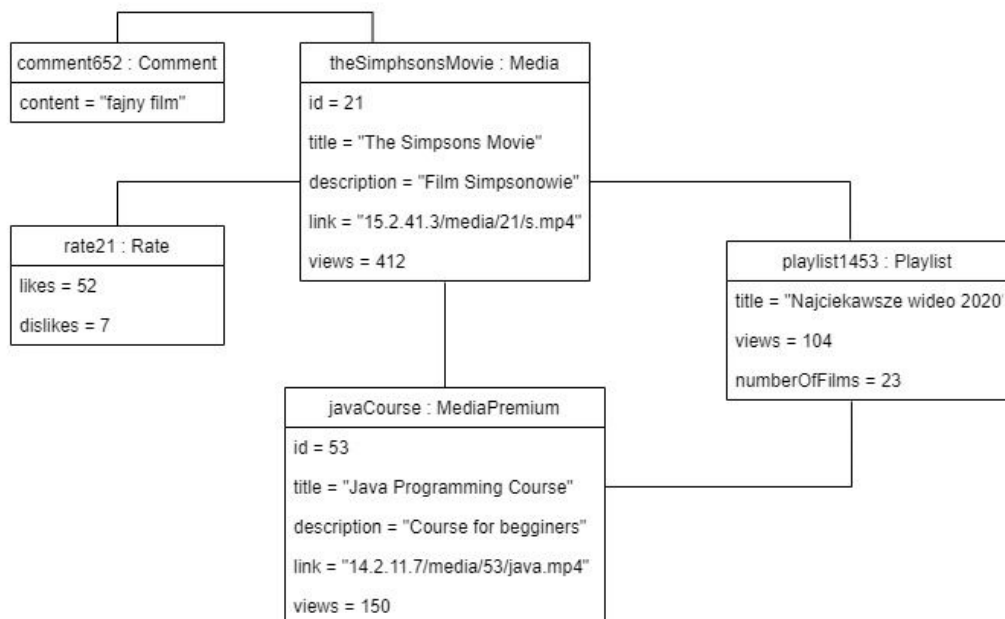 comment652 : Comment
content = "fajny film"
theSimphsonsMovie : Media
id = 21
title = "The Simpsons Movie"
description = "Film Simpsonowie"
link = "15.2.41.3/media/21/s.mp4"
views = 412
rate21 : Rate
likes = 52
dislikes = 7
playlist1453 : Playlist
title = "Najciekawsze wideo 2020"
views = 104
numberOfFilms = 23
javaCourse : MediaPremium
id = 53
title = "Java Programming Course"
description = "Course for begginers"
link = "14.2.11.7/media/53/java.mp4"
views = 150